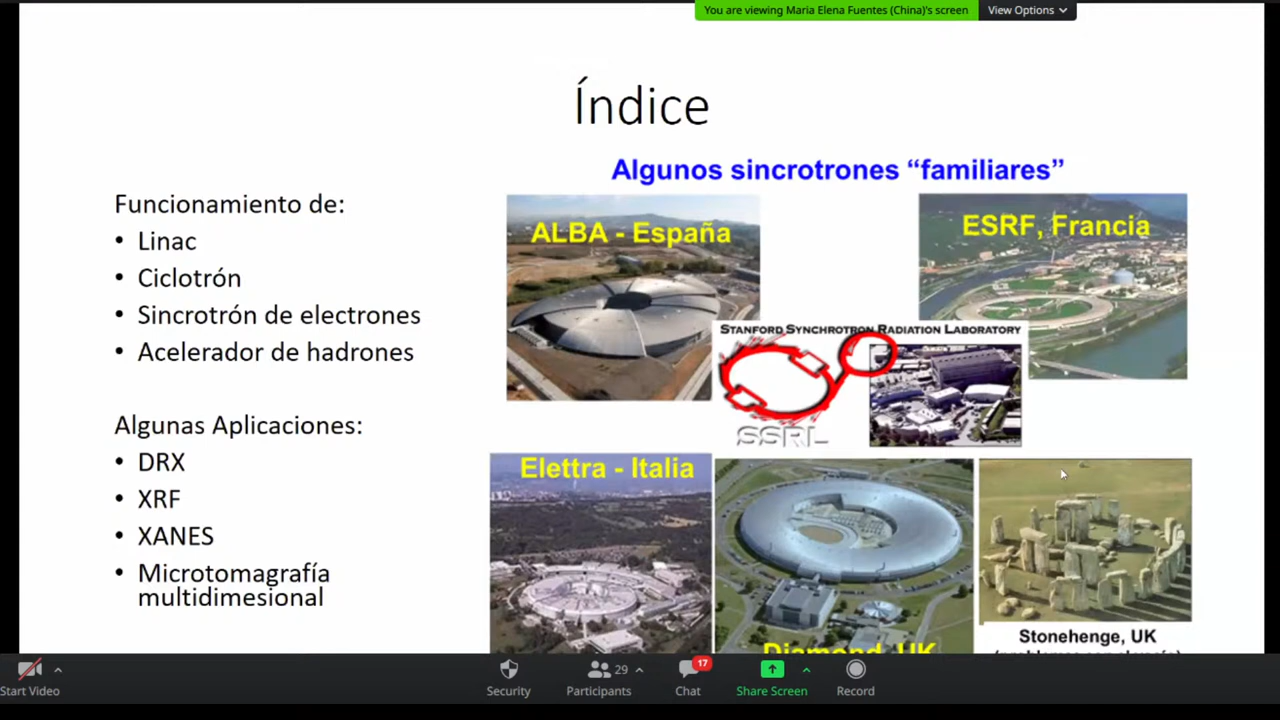 You are viewing Maria Elena Fuentes (China)'s screen
View Options
Índice
Algunos sincrotrones “familiares”
Funcionamiento de:
• Linac
• Ciclotrón
• Sincrotrón de electrones
• Acelerador de hadrones
Algunas Aplicaciones:
• DRX
• XRF
• XANES
• Microtomagrafía
multidimesional
ALBA - España
ESRF, Francia
STANFORD SYNCHROTRON RADIATION LABORATORY
SSRL
Elettra - Italia
Diamond, UK
Stonehenge, UK
Start Video
Security
29
Participants
17
Chat
Share Screen
Record